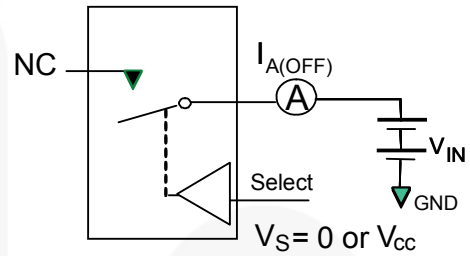 NC
I_A(OFF)
A
V_IN
Select
GND
V_S = 0 or V_cc